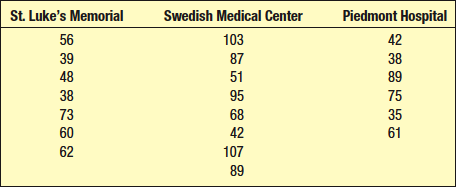 St. Luke's Memorial Swedish Medical Center Piedmont Hospital
56 103 42
39 87 38
48 51 89
38 95 75
73 68 35
60 42 61
62 107
89